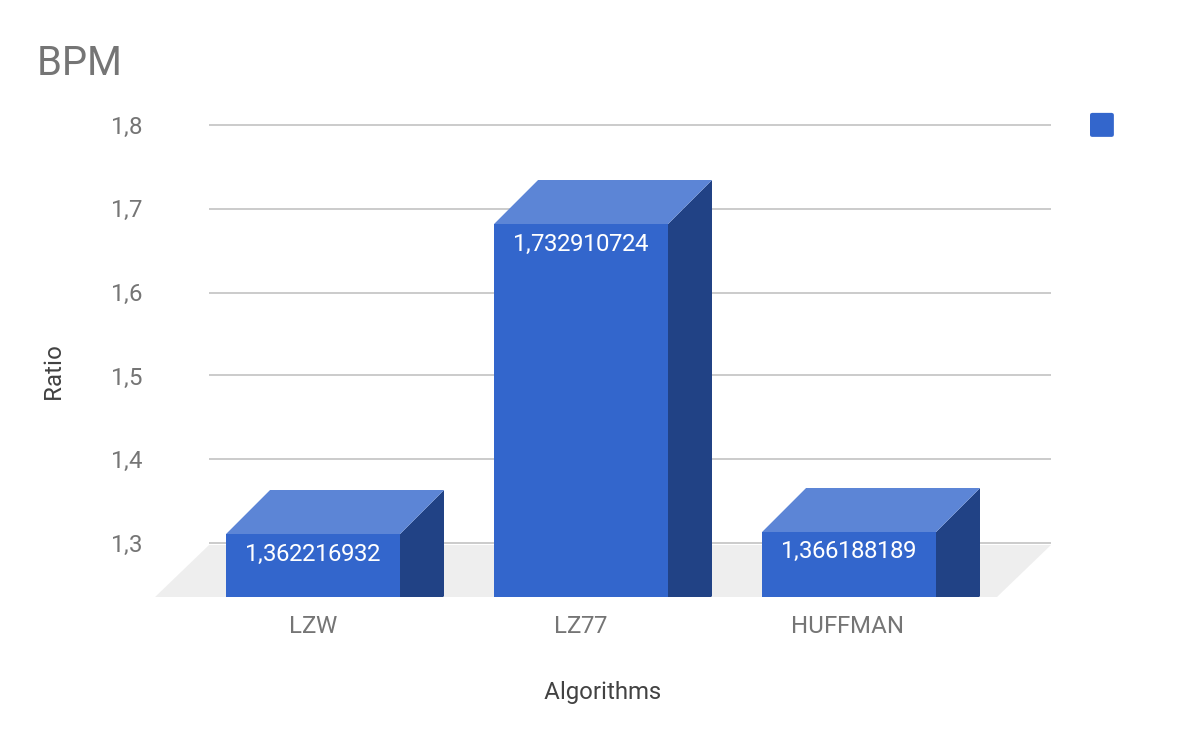 BPM
1,8
1,7
1,6
1,5
1,4
1,3
Ratio
1,362216932
1,732910724
1,366188189
LZW
LZ77
HUFFMAN
Algorithms